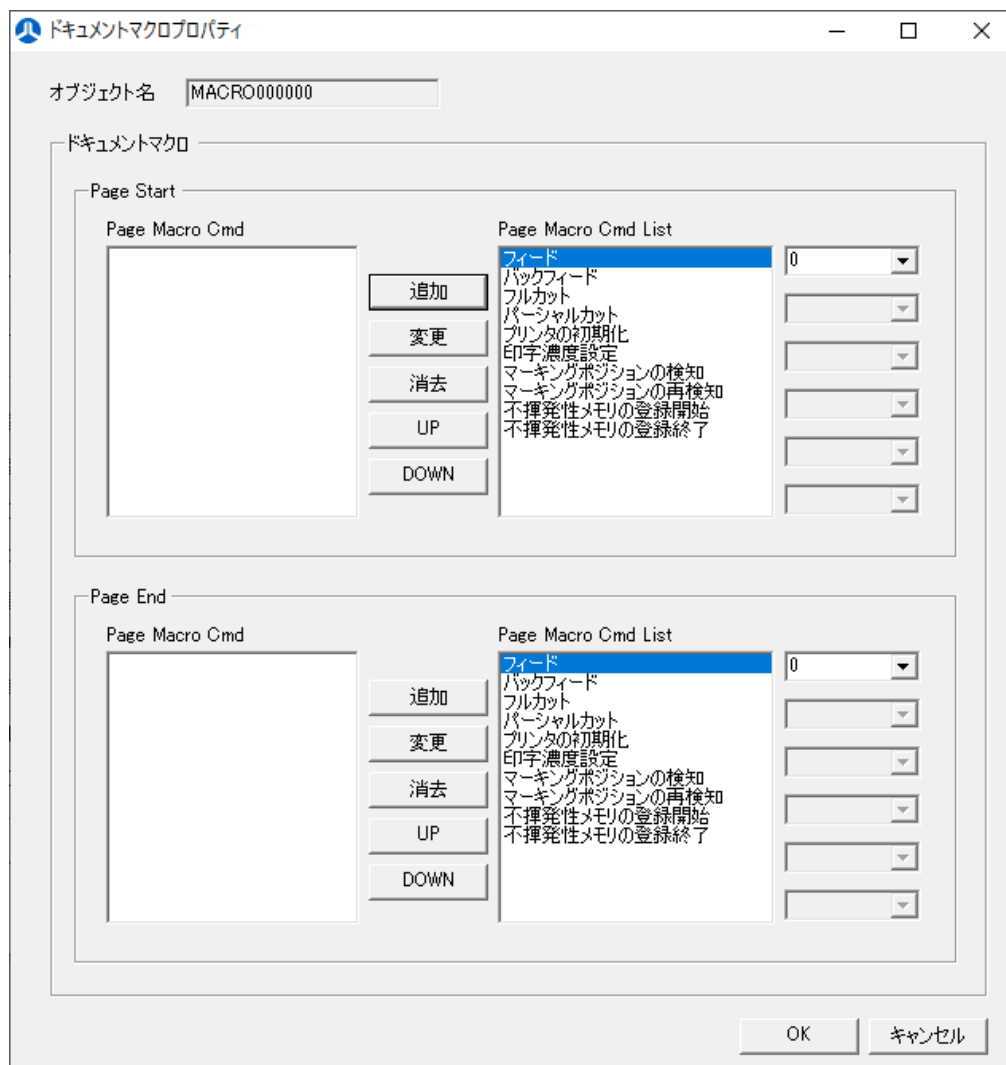 ドキュメントマクロプロパティ
オブジェクト名 MACRO000000
ドキュメントマクロ
Page Start
Page Macro Cmd
追加
変更
消去
UP
DOWN
Page Macro Cmd List
フィード
バックフィード
フルカット
パーシャルカット
プリンタの初期化
印字濃度設定
マーキングポジションの検知
マーキングポジションの再検知
不揮発性メモリの登録開始
不揮発性メモリの登録終了
0
Page End
Page Macro Cmd
追加
変更
消去
UP
DOWN
Page Macro Cmd List
フィード
バックフィード
フルカット
パーシャルカット
プリンタの初期化
印字濃度設定
マーキングポジションの検知
マーキングポジションの再検知
不揮発性メモリの登録開始
不揮発性メモリの登録終了
0
OK キャンセル